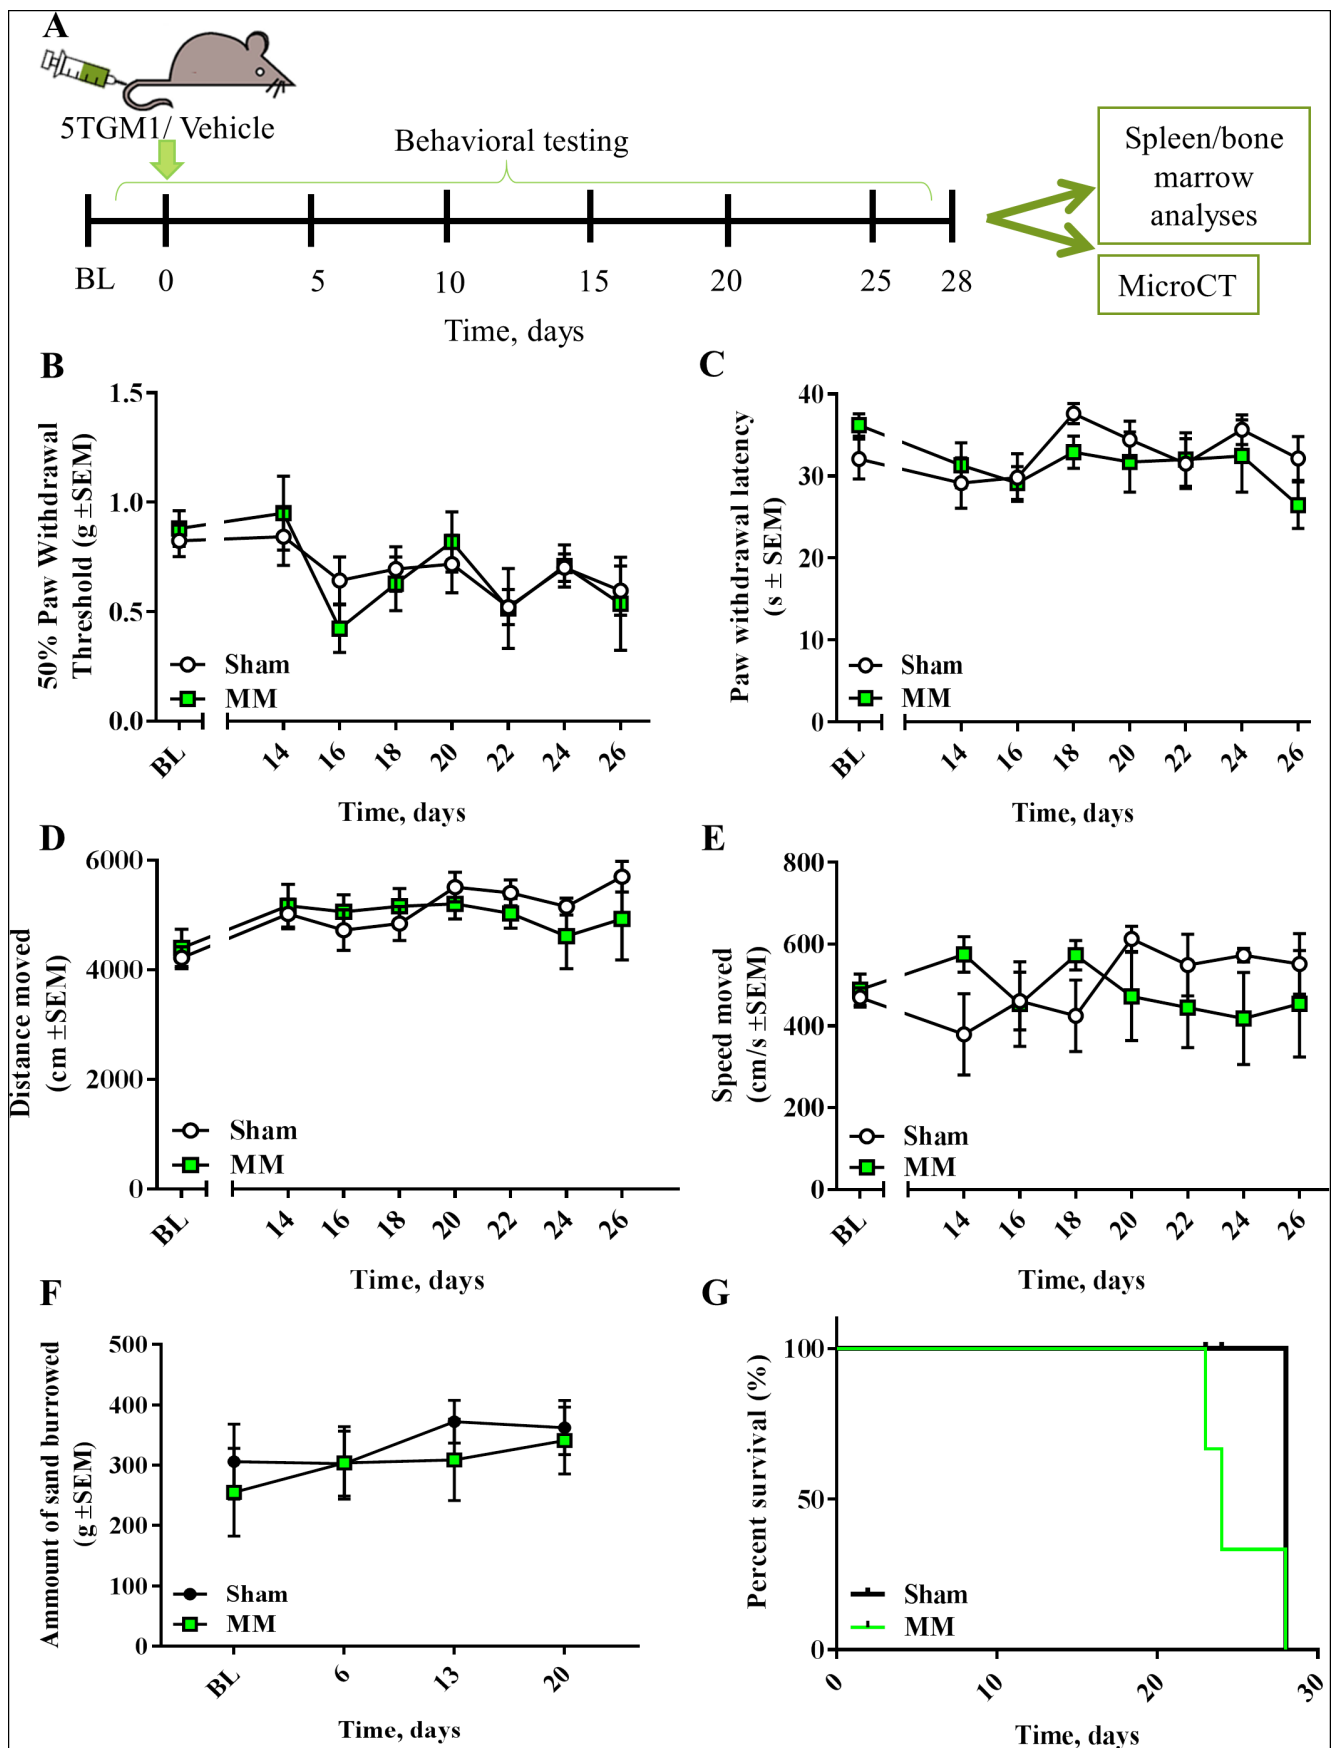 A
5TGM1/ Vehicle
Behavioral testing
Spleen/bone
marrow
analyses
MicroCT
BL 0 5 10 15 20 25 28
Time, days
B
50% Paw Withdrawal
Threshold (g ±SEM)
1.5
1.0
0.5
0.0
Sham
MM
BL 14 16 18 20 22 24 26
Time, days
C
Paw withdrawal latency
(s ± SEM)
40
30
20
10
0
Sham
MM
BL 14 16 18 20 22 24 26
Time, days
D
Distance moved
(cm ±SEM)
6000
4000
2000
0
Sham
MM
BL 14 16 18 20 22 24 26
Time, days
E
Speed moved
(cm/s ±SEM)
800
600
400
200
0
Sham
MM
BL 14 16 18 20 22 24 26
Time, days
F
Ammount of sand burrowed
(g ±SEM)
500
400
300
200
100
0
Sham
MM
BL 6 13 20
Time, days
G
Percent survival (%)
100
50
0
Sham
MM
0 10 20 30
Time, days